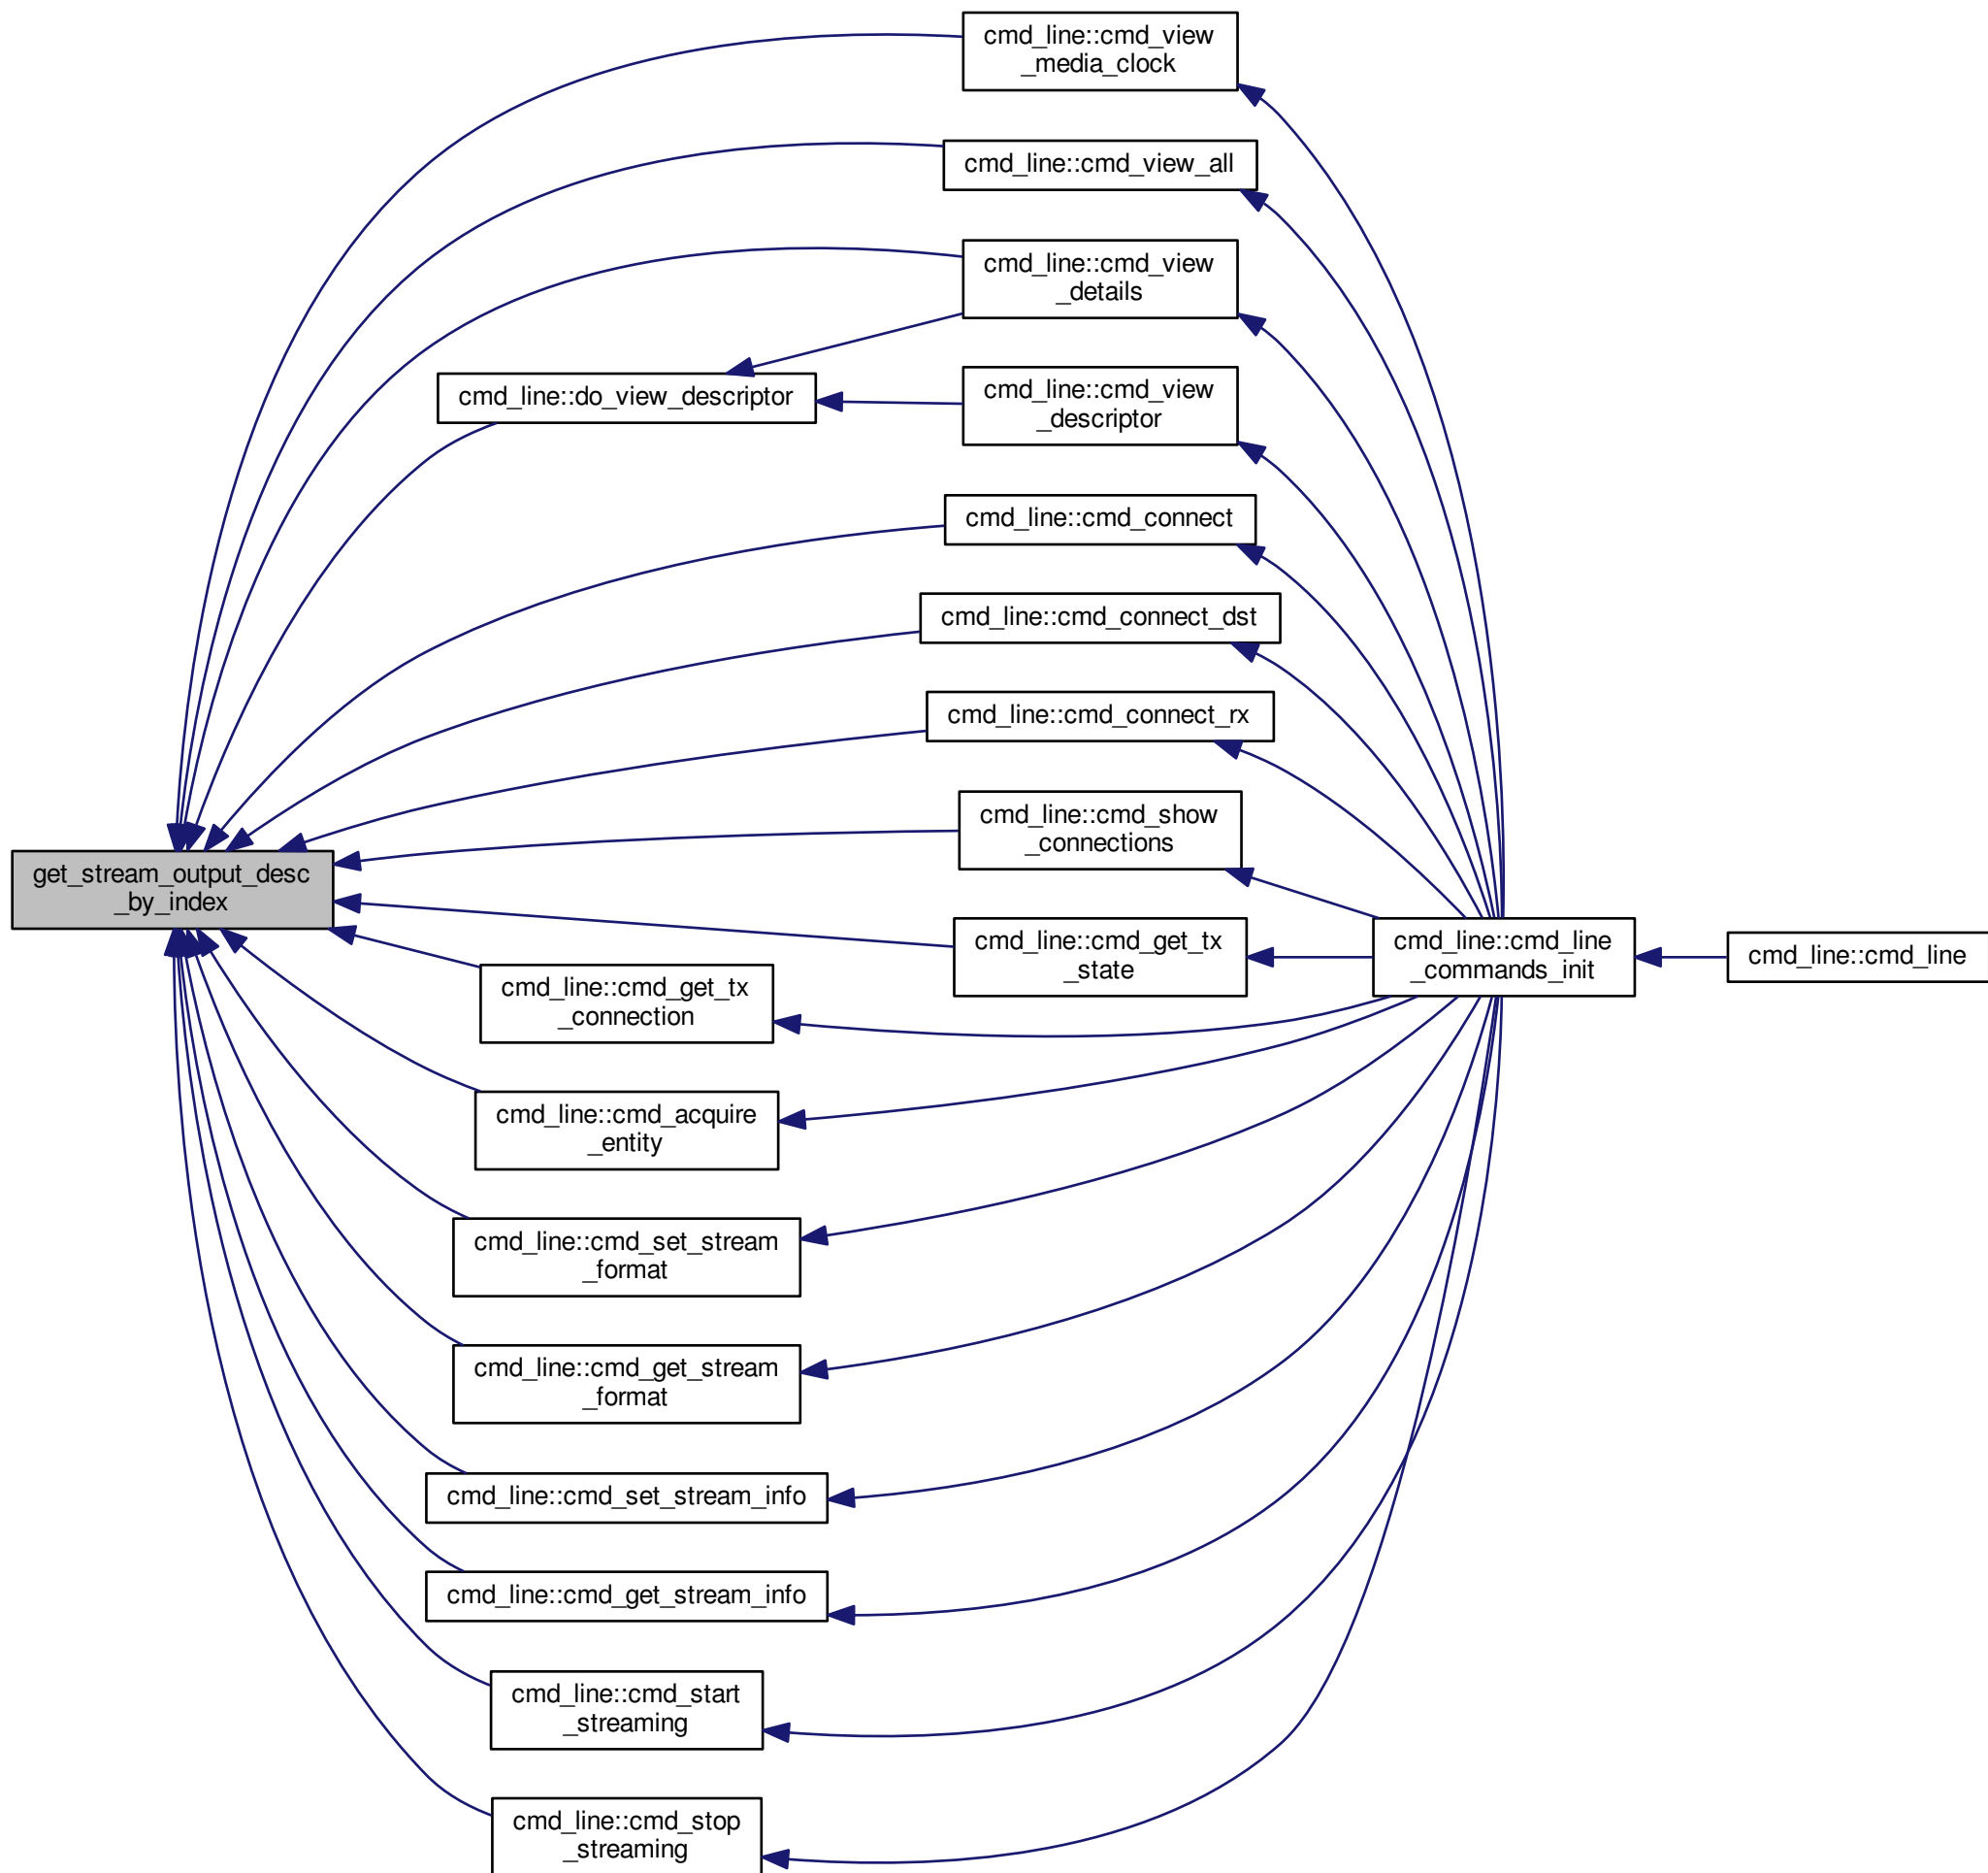 cmd_line::cmd_view
_media_clock
cmd_line::cmd_view_all
cmd_line::cmd_view
_details
cmd_line::do_view_descriptor
cmd_line::cmd_view
_descriptor
cmd_line::cmd_connect
cmd_line::cmd_connect_dst
cmd_line::cmd_connect_rx
cmd_line::cmd_show
_connections
get_stream_output_desc
_by_index
cmd_line::cmd_get_tx
_state
cmd_line::cmd_line
_commands_init
cmd_line::cmd_line
cmd_line::cmd_get_tx
_connection
cmd_line::cmd_acquire
_entity
cmd_line::cmd_set_stream
_format
cmd_line::cmd_get_stream
_format
cmd_line::cmd_set_stream_info
cmd_line::cmd_get_stream_info
cmd_line::cmd_start
_streaming
cmd_line::cmd_stop
_streaming